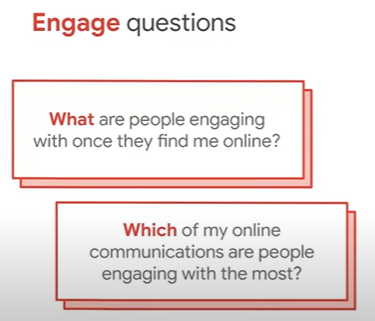 Engage questions
What are people engaging
with once they find me online?
Which of my online
communications are people
engaging with the most?